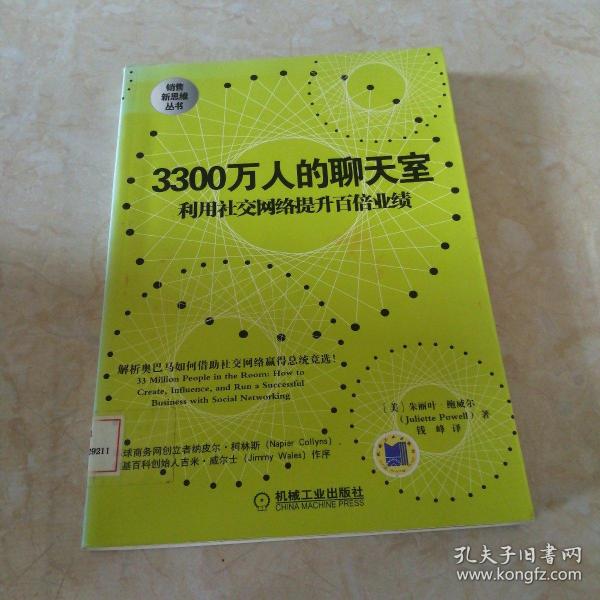 销售
新思维
丛书
3300万人的聊天室
利用社交网络提升百倍业绩
解析奥巴马如何借助社交网络赢得总统竞选!
33 Million People in the Room: How to
Create, Influence, and Run a Successful
Business with Social Networking
[美] 朱丽叶·鲍威尔
(Juliette Powell) 著
钱峰 译
球商务网创立者纳皮尔·柯林斯 (Napier Collyns)
基百科创始人吉米·威尔士 (Jimmy Wales) 作序
9211
机械工业出版社
CHINA MACHINE PRESS
孔夫子旧书网
www.kongfz.com